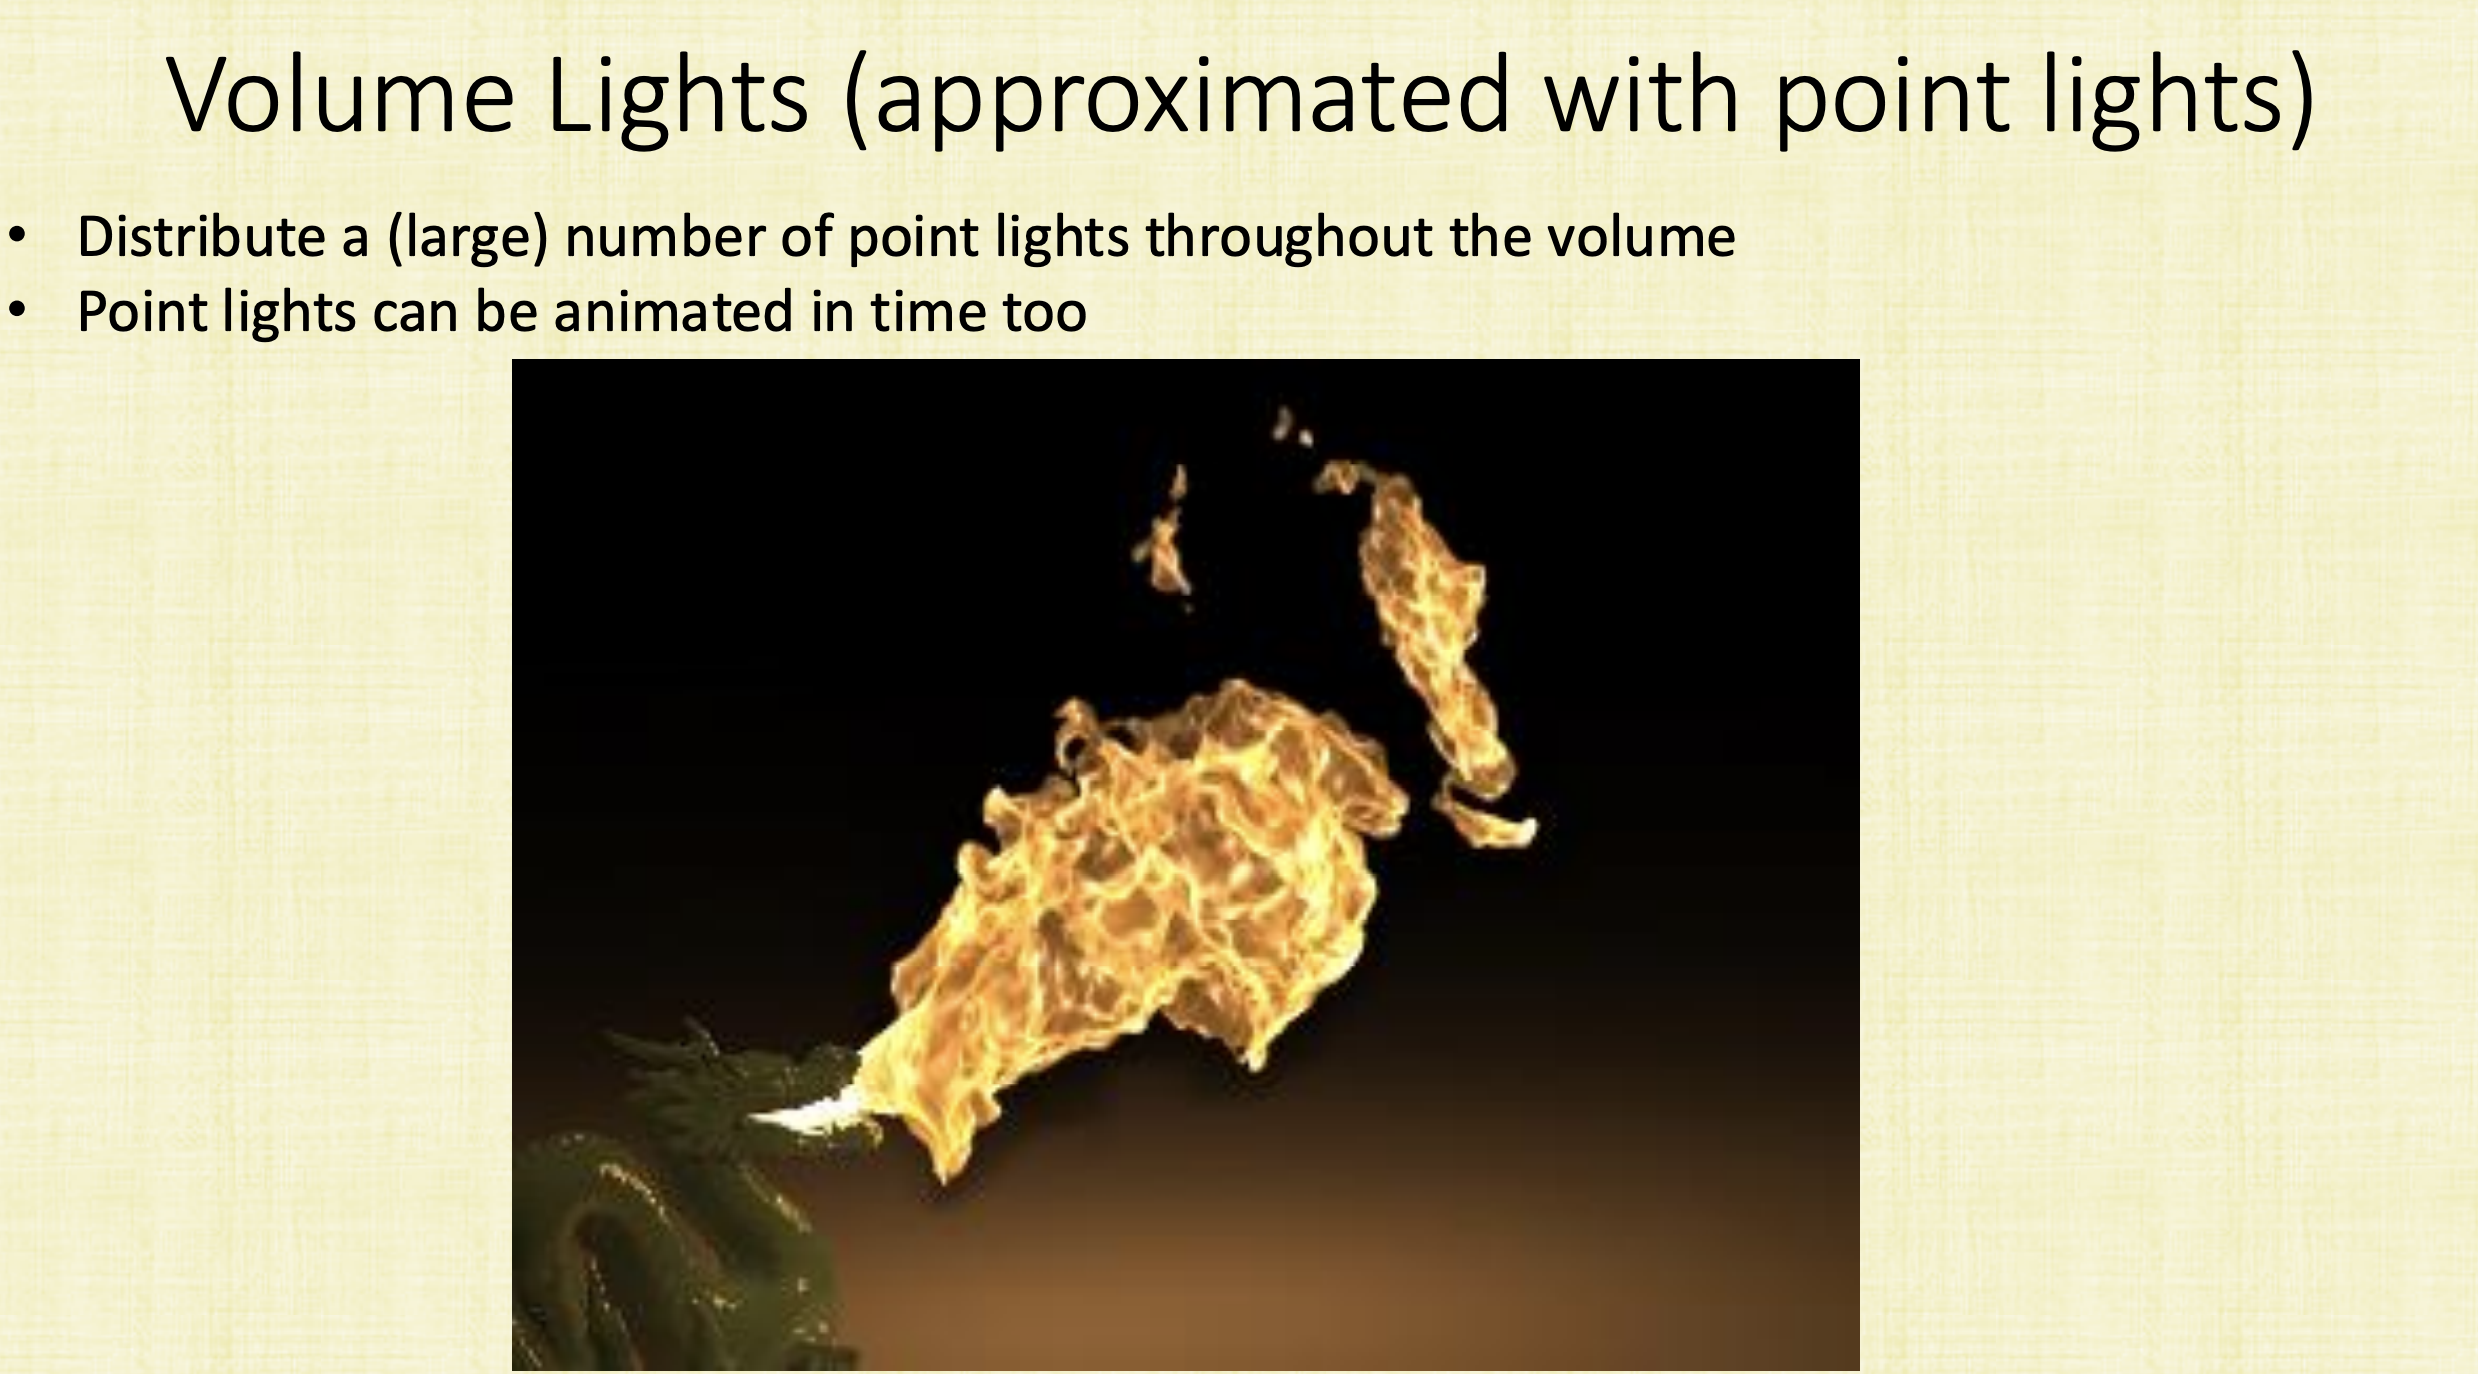 Volume Lights (approximated with point lights)
• Distribute a (large) number of point lights throughout the volume
• Point lights can be animated in time too